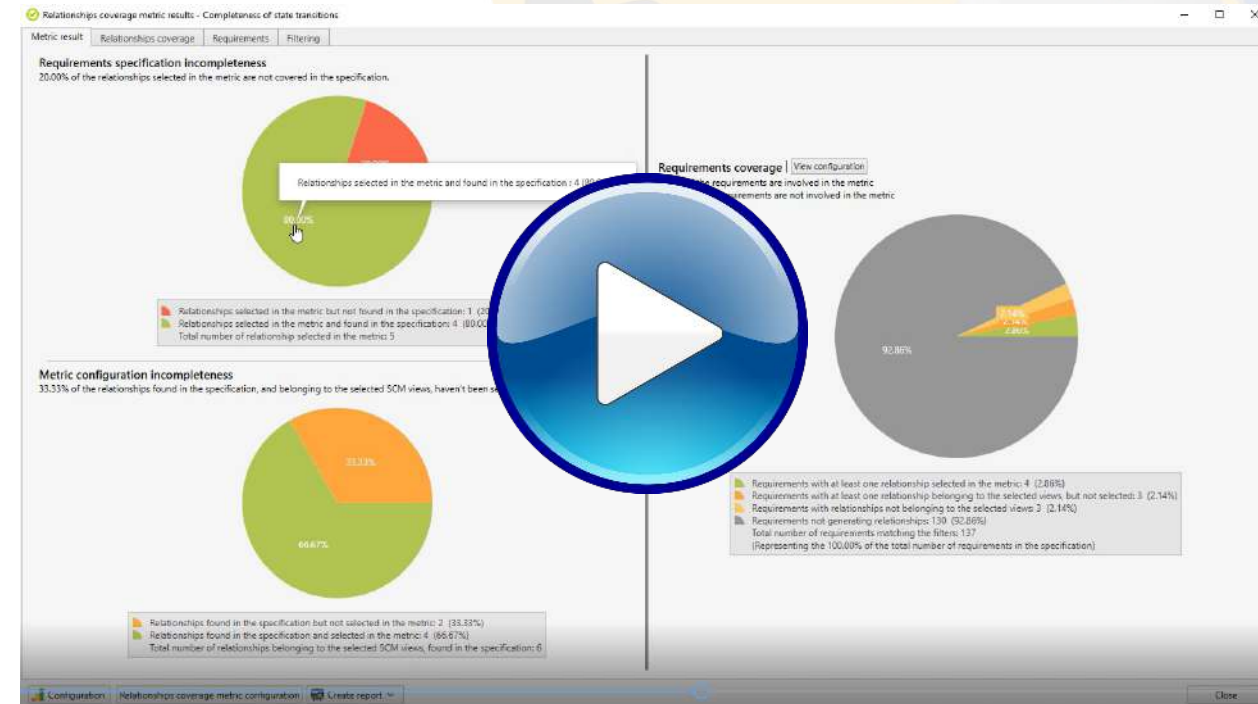 Relationships coverage metric results - Completeness of state transitions
Metric result Relationships coverage Requirements Filtering
Requirements specification incompleteness
20.00% of the relationships selected in the metric are not covered in the specification.
Relationships selected in the metric and found in the specification : 4 (80.
80.00%
Relationships selected in the metric but not found in the specification: 1 (20
Relationships selected in the metric and found in the specification: 4 (80.00
Total number of relationship selected in the metric: 5
Metric configuration incompleteness
33.33% of the relationships found in the specification, and belonging to the selected SCM views, haven't been se
33.33%
66.67%
Relationships found in the specification but not selected in the metric: 2 (33.33%)
Relationships found in the specification and selected in the metric: 4 (66.67%)
Total number of relationships belonging to the selected SCM views, found in the specification: 6
Requirements coverage View configuration
the requirements are involved in the metric
requirements are not involved in the metric
2.14%
2.14%
2.86%
92.86%
Requirements with at least one relationship selected in the metric: 4 (2.86%)
Requirements with at least one relationship belonging to the selected views, but not selected: 3 (2.14%)
Requirements with relationships not belonging to the selected views: 3 (2.14%)
Requirements not generating relationships: 130 (92.86%)
Total number of requirements matching the filters: 137
(Representing the 100.00% of the total number of requirements in the specification)
Configuration Relationships coverage metric configuration Create report Close